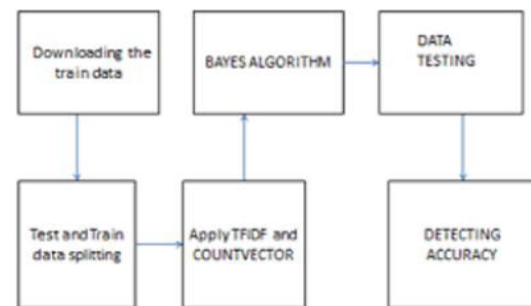 Downloading the
train data
Test and Train
data splitting
Apply TFIDF and
COUNTVECTOR
BAYES ALGORITHM
DATA
TESTING
DETECTING
ACCURACY